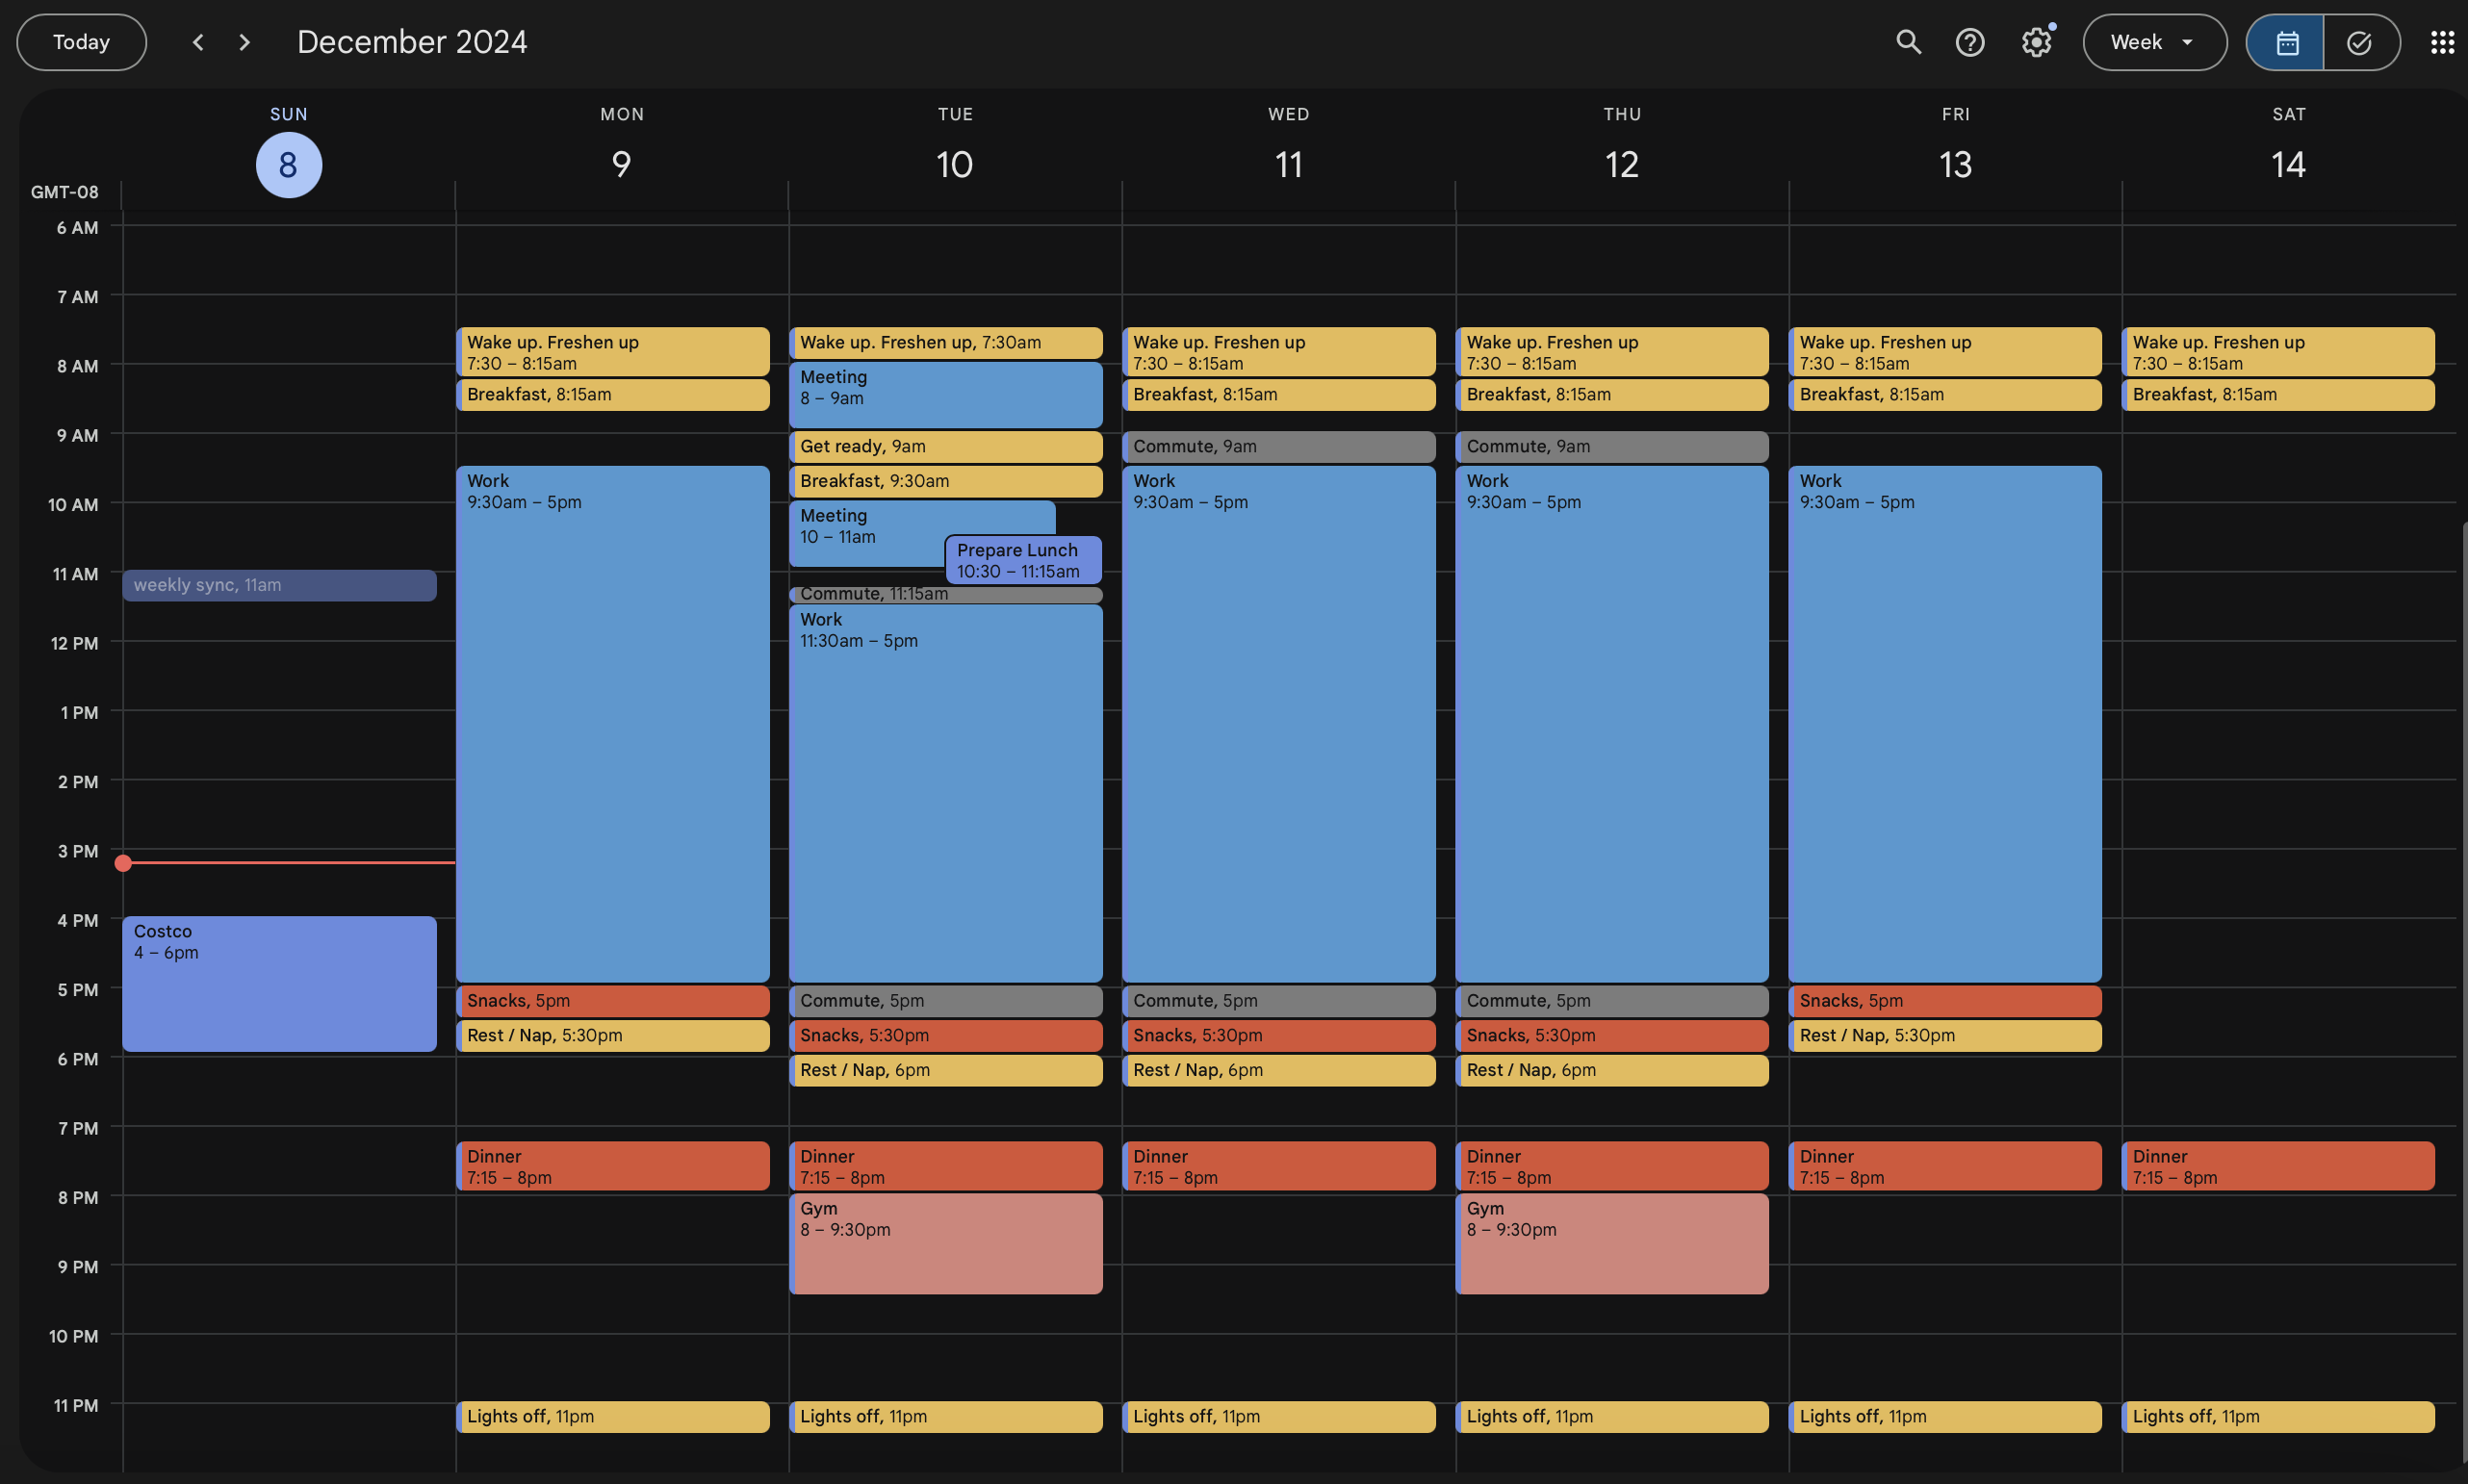 Today
December 2024
Week
GMT-08
SUN
8
MON
9
TUE
10
WED
11
THU
12
FRI
13
SAT
14
6 AM
7 AM
8 AM
9 AM
10 AM
11 AM
12 PM
1 PM
2 PM
3 PM
4 PM
5 PM
6 PM
7 PM
8 PM
9 PM
10 PM
11 PM
weekly sync, 11am
Costco
4 – 6pm
Wake up. Freshen up
7:30 – 8:15am
Breakfast, 8:15am
Work
9:30am – 5pm
Snacks, 5pm
Rest / Nap, 5:30pm
Dinner
7:15 – 8pm
Lights off, 11pm
Wake up. Freshen up, 7:30am
Meeting
8 – 9am
Get ready, 9am
Breakfast, 9:30am
Meeting
10 – 11am
Prepare Lunch
10:30 – 11:15am
Commute, 11:15am
Work
11:30am – 5pm
Commute, 5pm
Snacks, 5:30pm
Rest / Nap, 6pm
Dinner
7:15 – 8pm
Gym
8 – 9:30pm
Lights off, 11pm
Wake up. Freshen up
7:30 – 8:15am
Breakfast, 8:15am
Commute, 9am
Work
9:30am – 5pm
Commute, 5pm
Snacks, 5:30pm
Rest / Nap, 6pm
Dinner
7:15 – 8pm
Lights off, 11pm
Wake up. Freshen up
7:30 – 8:15am
Breakfast, 8:15am
Commute, 9am
Work
9:30am – 5pm
Commute, 5pm
Snacks, 5:30pm
Rest / Nap, 6pm
Dinner
7:15 – 8pm
Gym
8 – 9:30pm
Lights off, 11pm
Wake up. Freshen up
7:30 – 8:15am
Breakfast, 8:15am
Work
9:30am – 5pm
Snacks, 5pm
Rest / Nap, 5:30pm
Dinner
7:15 – 8pm
Lights off, 11pm
Wake up. Freshen up
7:30 – 8:15am
Breakfast, 8:15am
Dinner
7:15 – 8pm
Lights off, 11pm